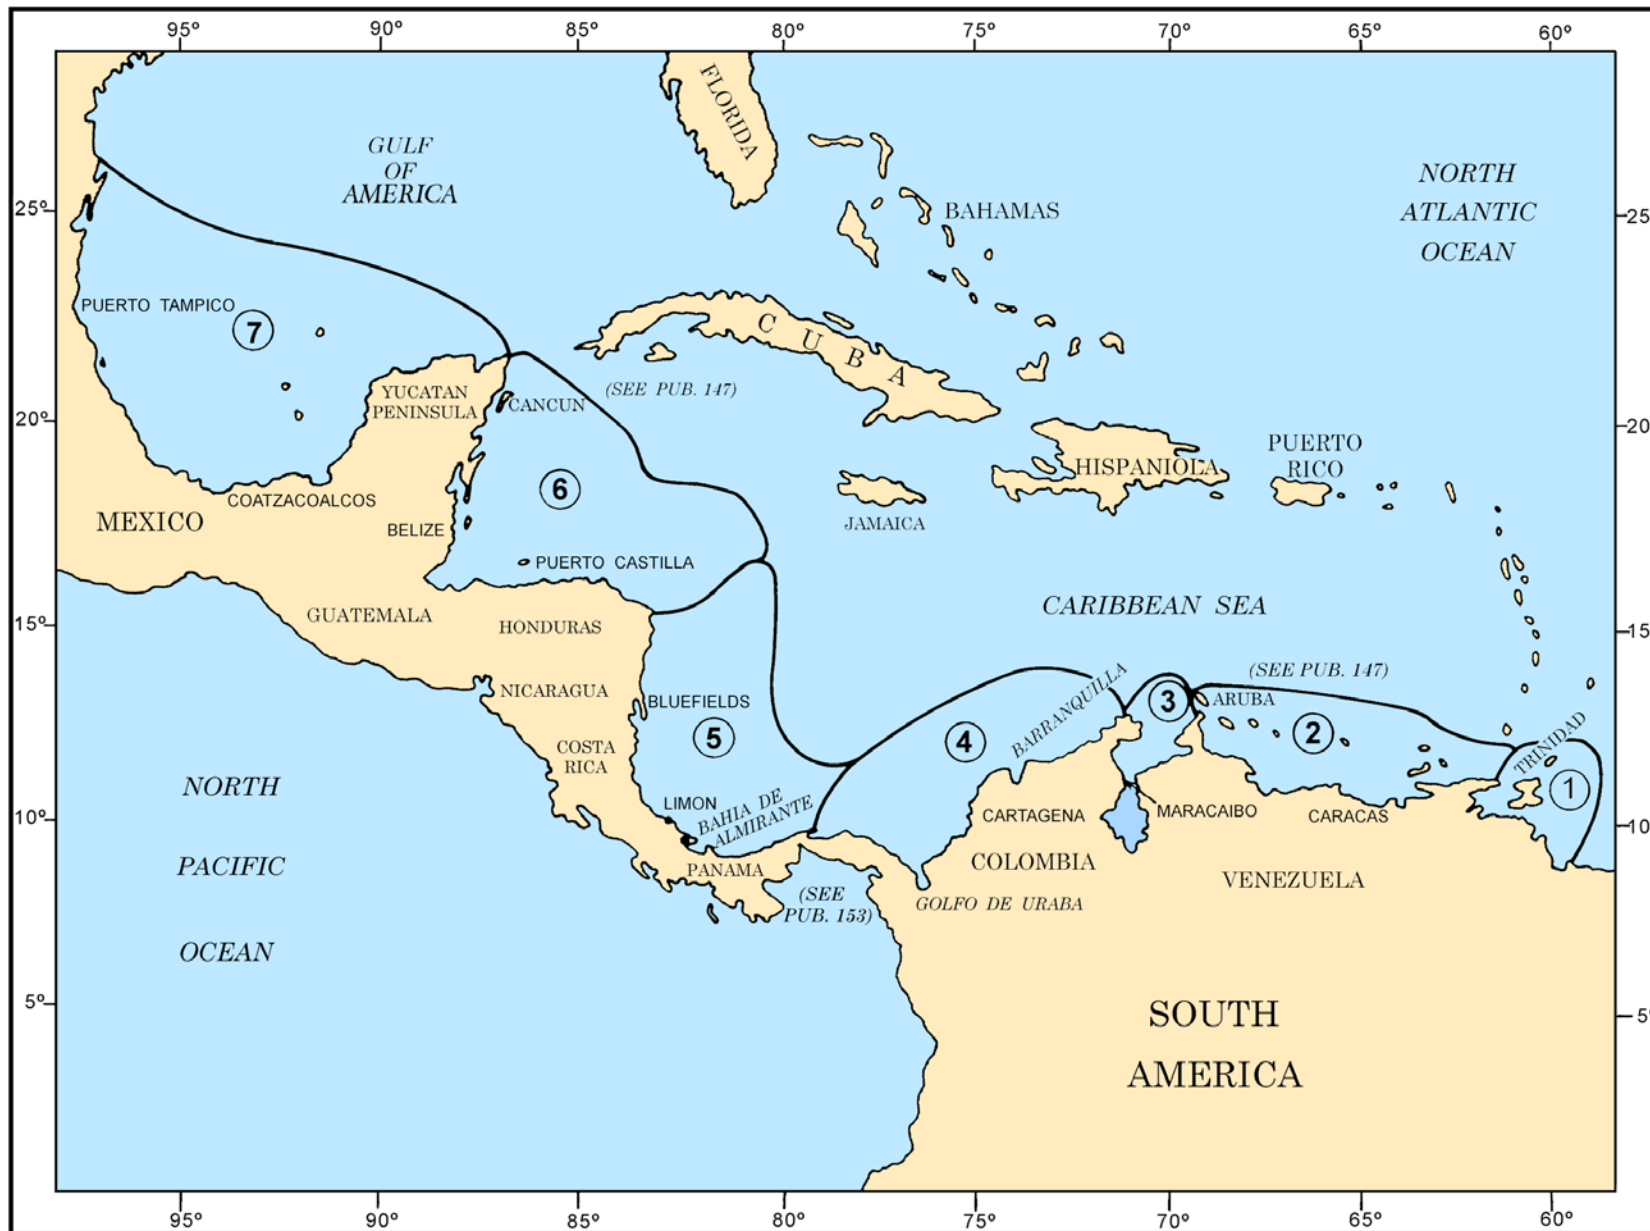 95° 90° 85° 80° 75° 70° 65° 60°
FLORIDA
GULF
OF
AMERICA
NORTH
ATLANTIC
OCEAN
25°
25°
BAHAMAS
PUERTO TAMPICO
7
CUBA
(SEE PUB. 147)
YUCATAN
PENINSULA
CANCUN
20°
20
HISPANIOLA
PUERTO
RICO
6
COATZACOALCOS
MEXICO
BELIZE
JAMAICA
PUERTO CASTILLA
CARIBBEAN SEA
GUATEMALA
HONDURAS
15°
15
(SEE PUB. 147)
NICARAGUA
BLUEFIELDS
BARRANQUILLA
3
ARUBA
COSTA
RICA
5
4
2
TRINIDAD
1
NORTH
PACIFIC
OCEAN
LIMON
BAHIA DE
ALMIRANTE
CARTAGENA
MARACAIBO
CARACAS
10°
10
PANAMA
COLOMBIA
VENEZUELA
(SEE
PUB. 153)
GOLFO DE URABA
5°
5°
SOUTH
AMERICA
95° 90° 85° 80° 75° 70° 65° 60°